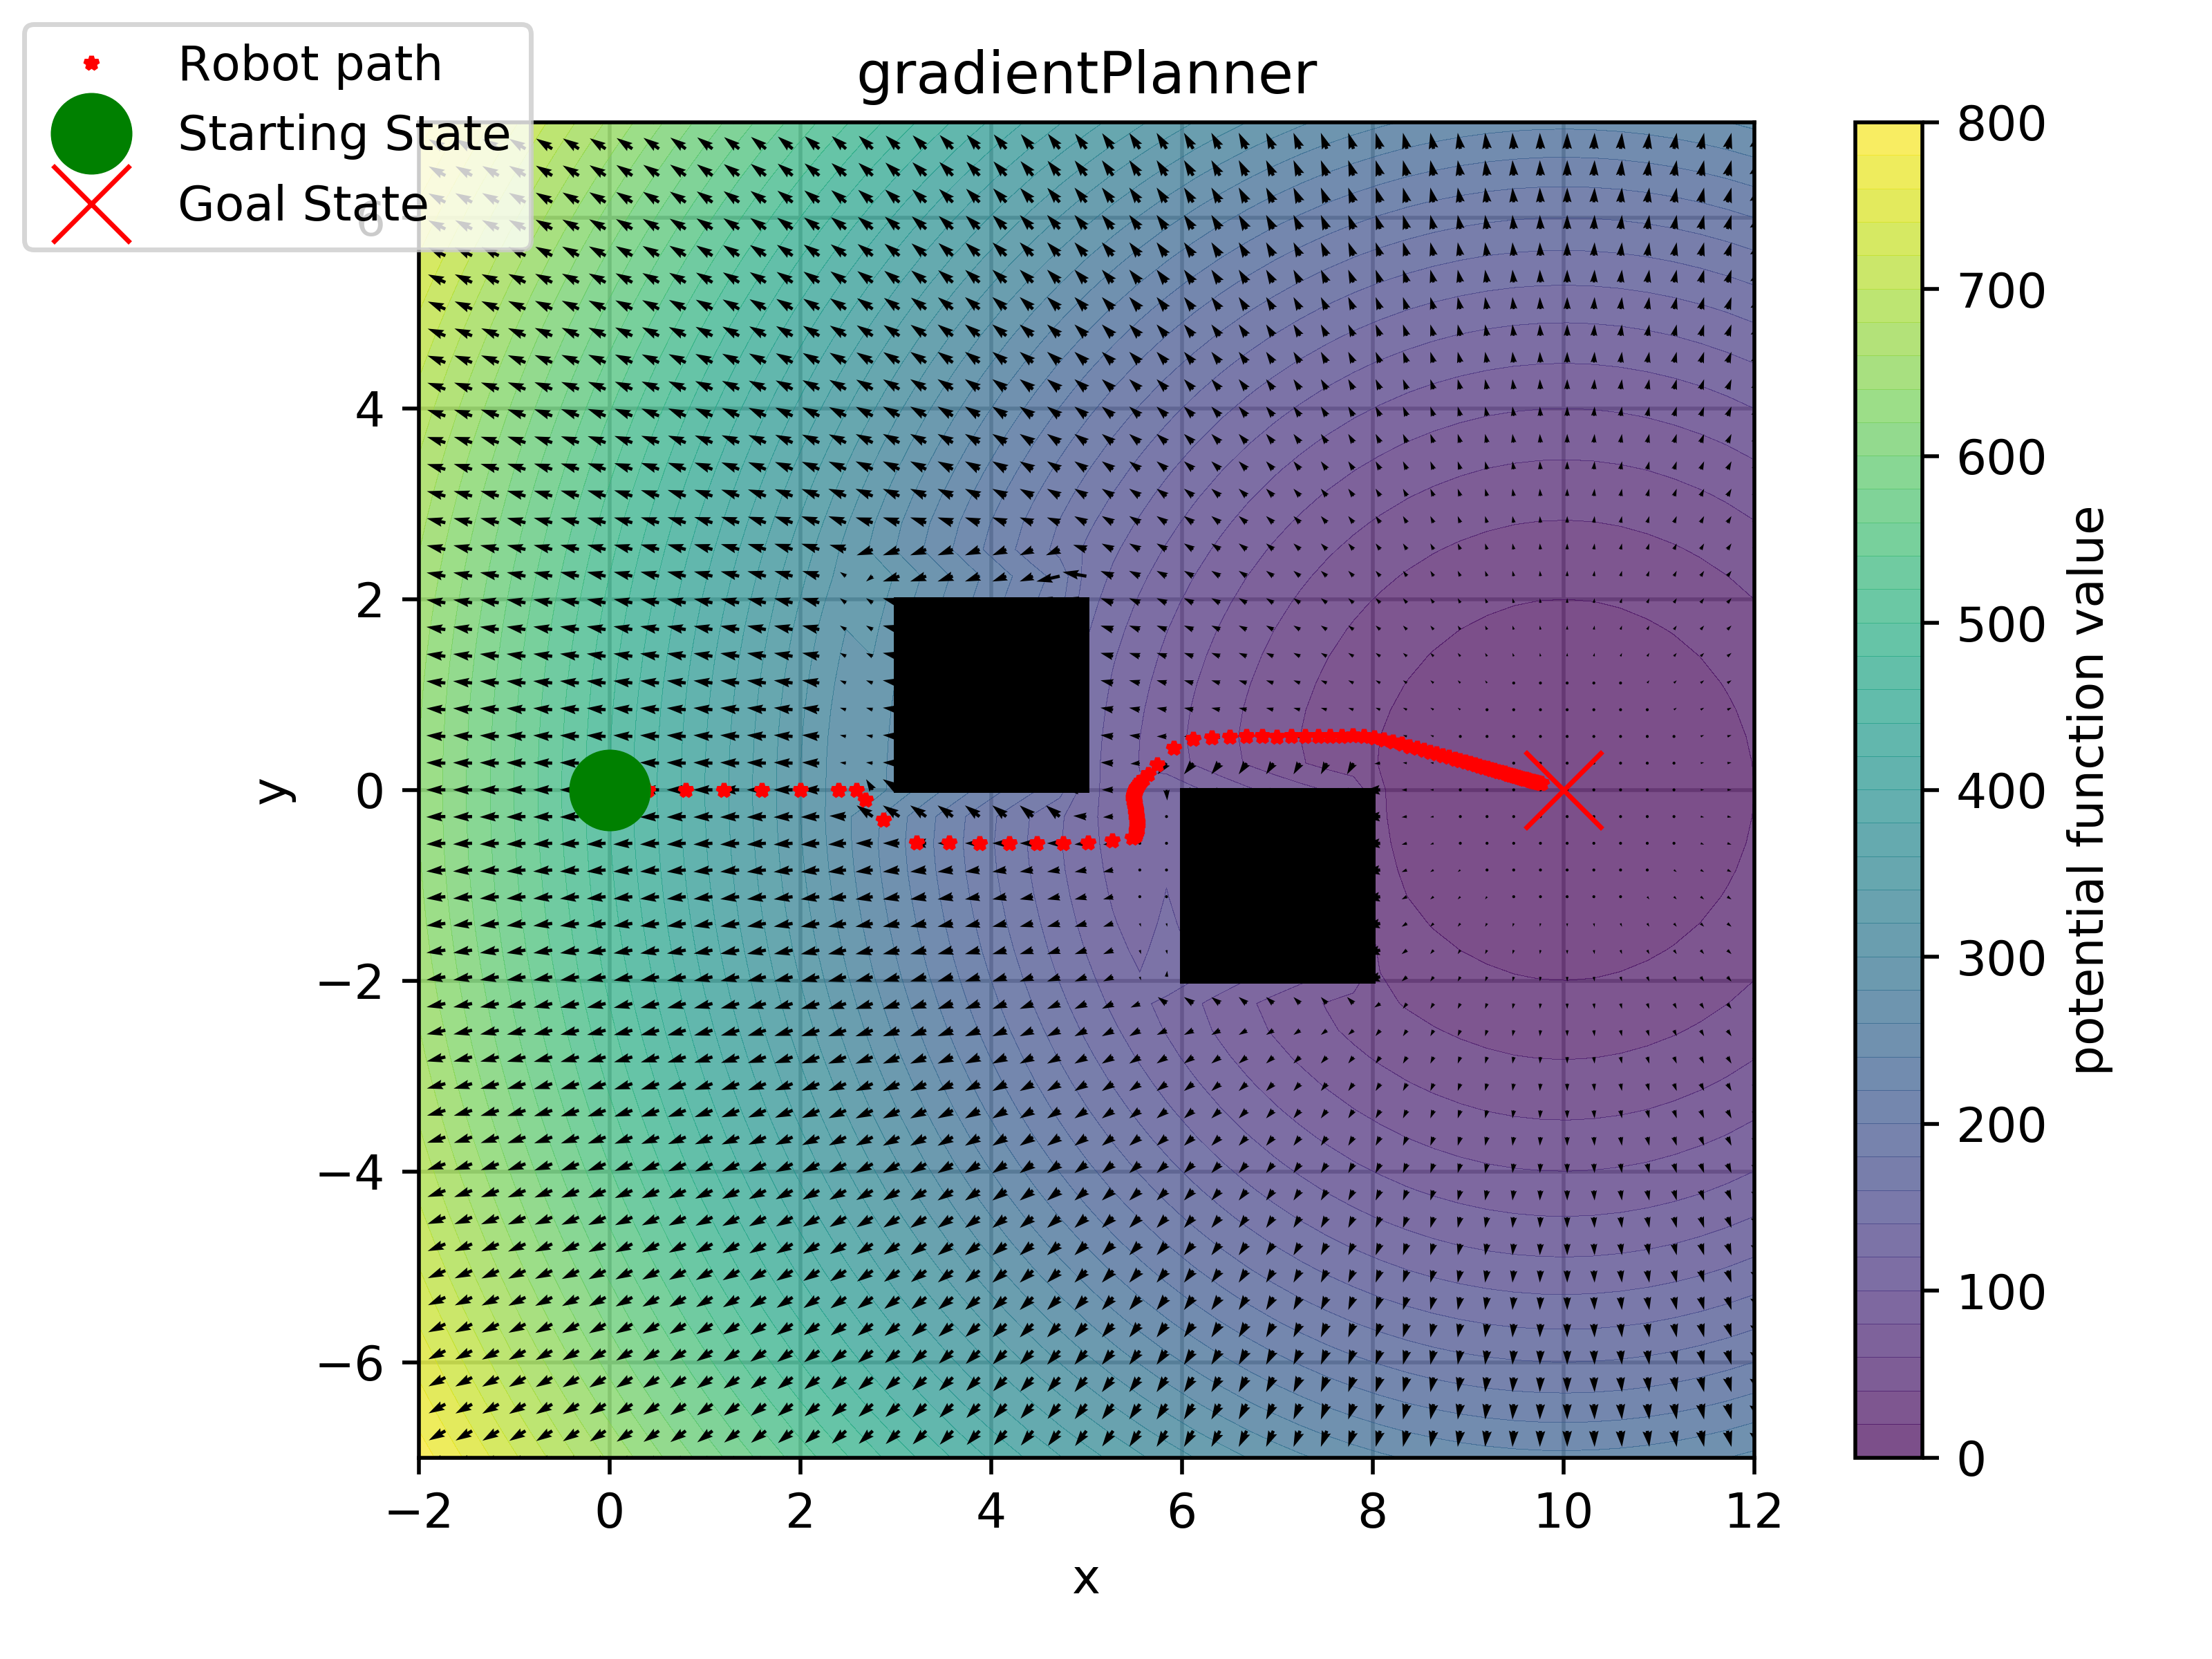 Robot path
Starting State
Goal State
gradientPlanner
6
4
2
0
−2
−4
−6
y
−2 0 2 4 6 8 10 12
x
800
700
600
500
400
300
200
100
0
potential function value